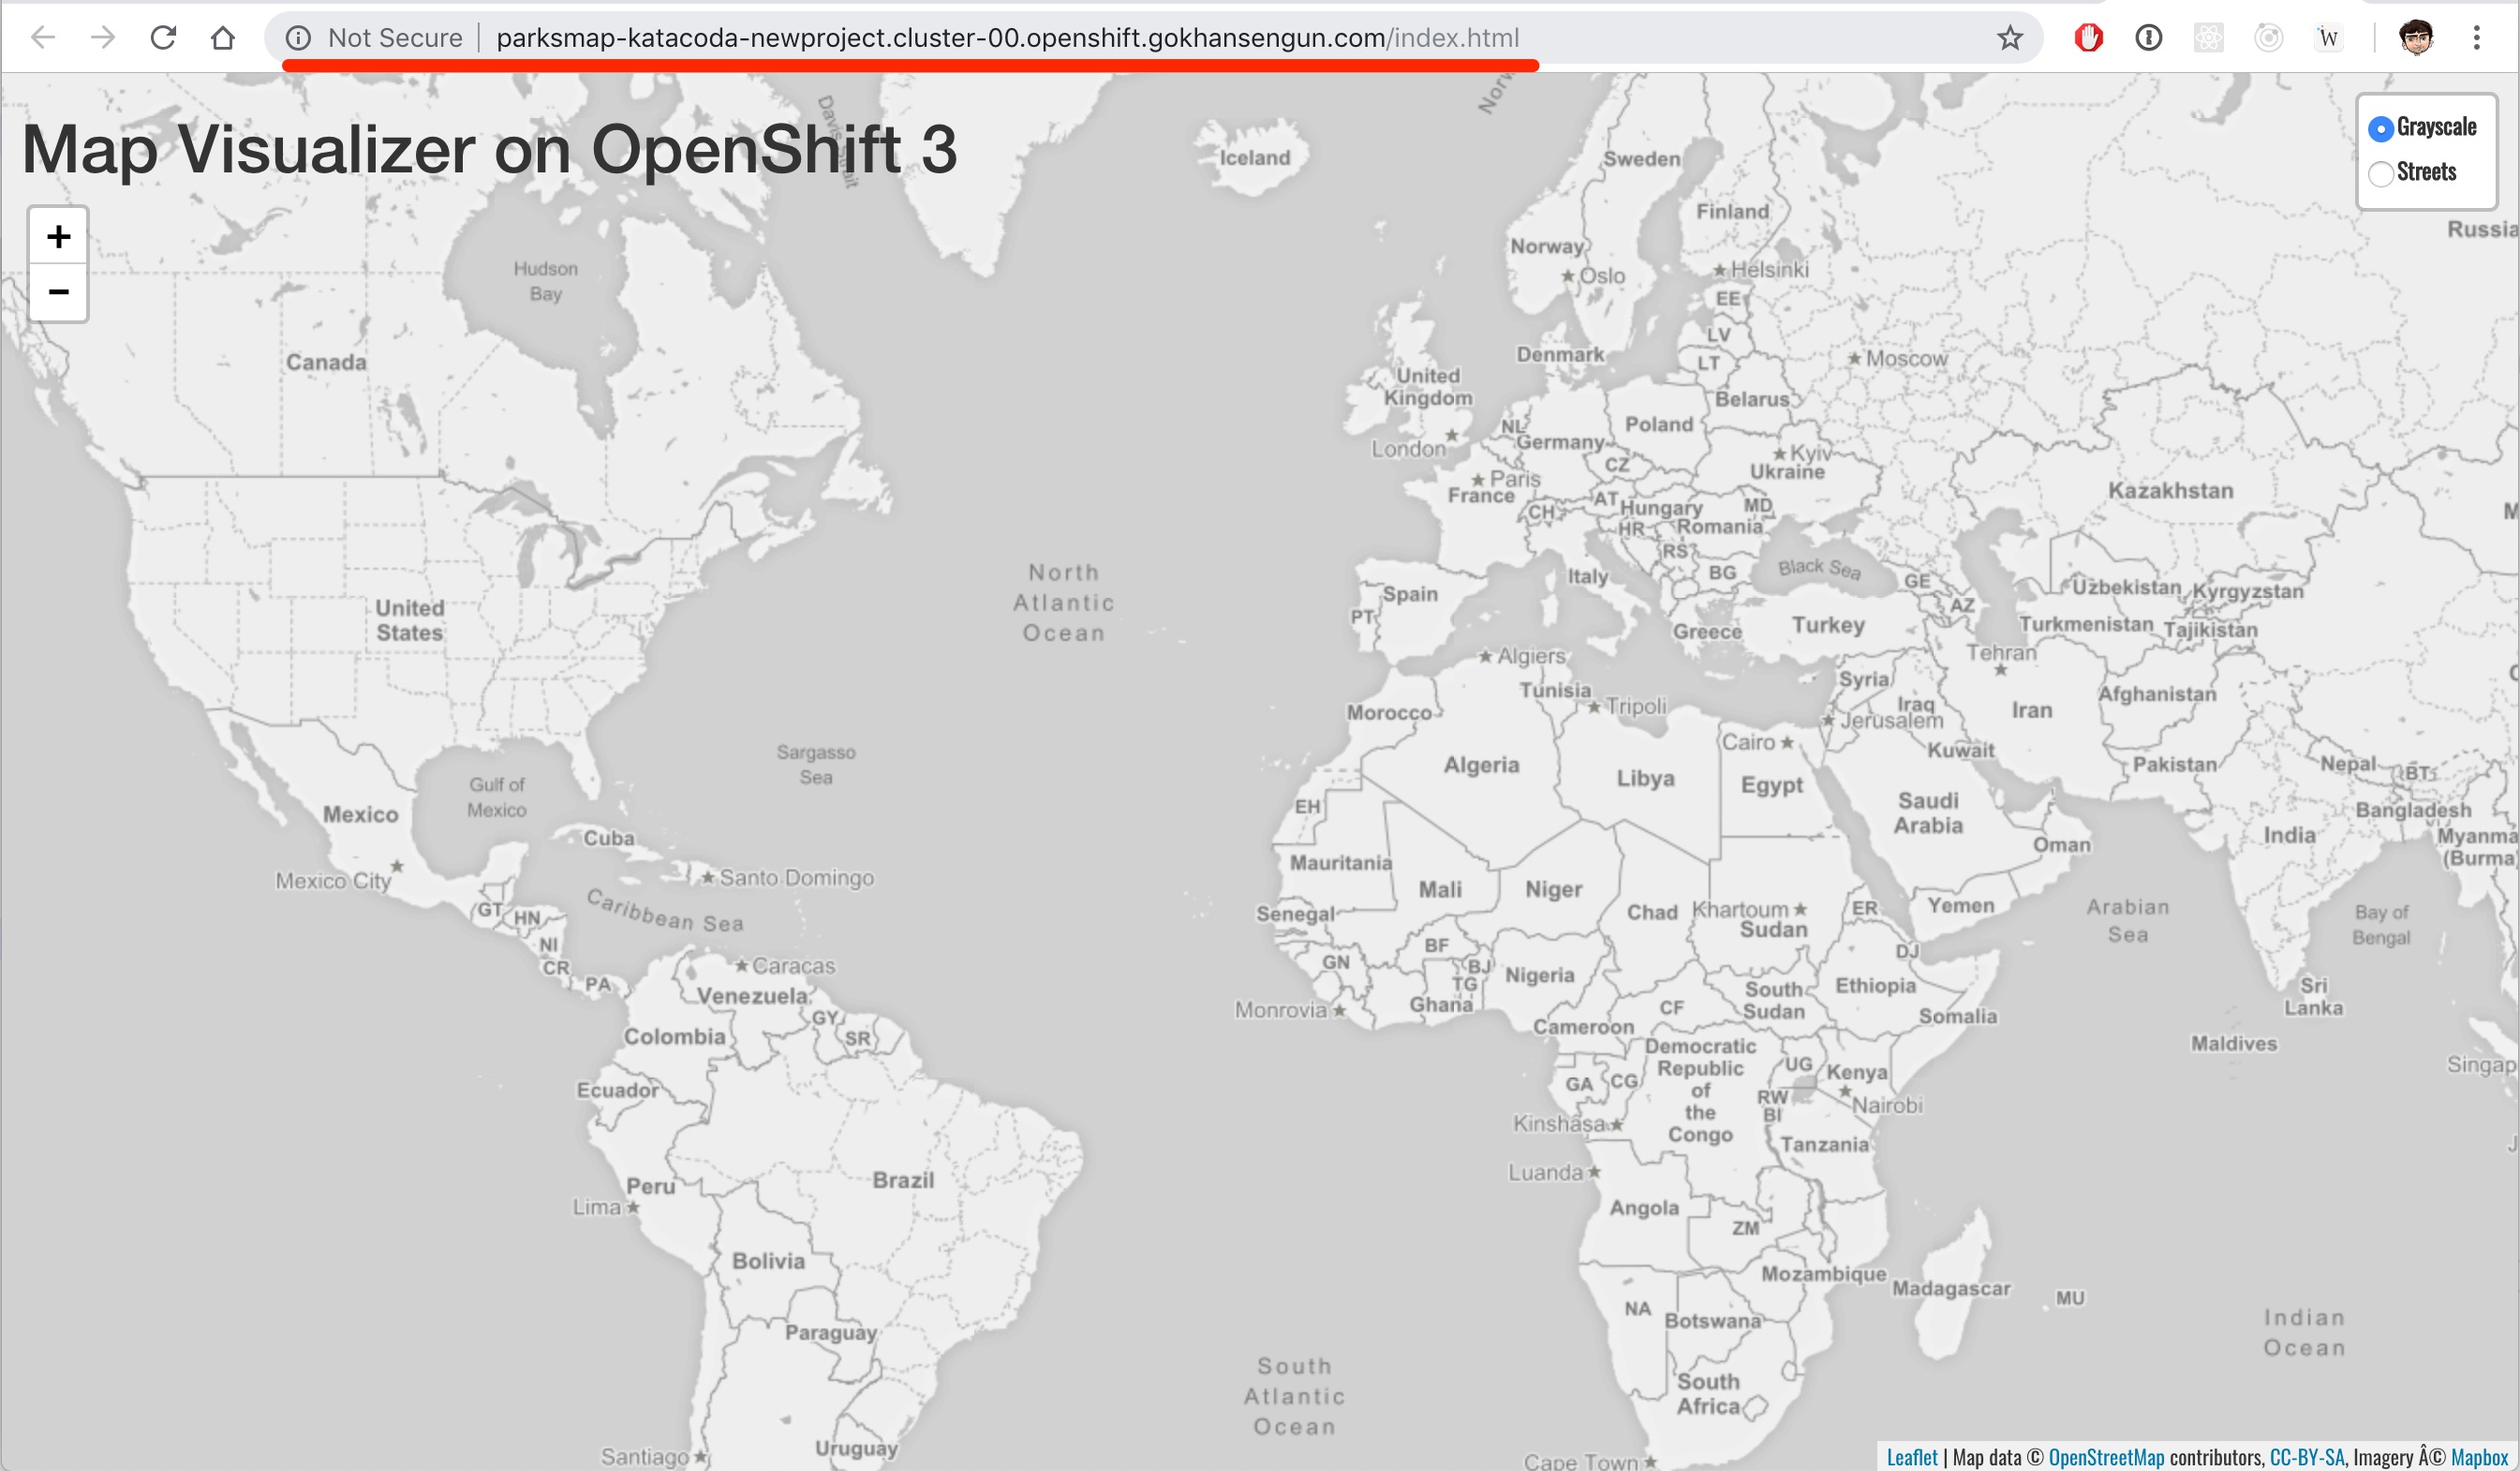 Not Secure | parksmap-katacoda-newproject.cluster-00.openshift.gokhansengun.com/index.html
W
Map Visualizer on OpenShift 3
+
−
Grayscale
Streets
Iceland
Sweden
Finland
Norway
Oslo
Helsinki
Russia
EE
LV
LT
Hudson
Bay
Canada
Denmark
Moscow
United
Kingdom
Belarus
London
NL
Germany
Poland
CZ
Kyiv
Ukraine
Paris
France
Kazakhstan
CH
AT
Hungary
MD
HR
Romania
RS
BG
Black Sea
Italy
GE
Uzbekistan
Kyrgyzstan
AZ
North
Atlantic
Ocean
Spain
PT
Greece
Turkey
Turkmenistan
Tajikistan
United
States
Algiers
Tehran
Tunisia
Tripoli
Syria
Afghanistan
Morocco
Iraq
Jerusalem
Iran
Cairo
Kuwait
Sargasso
Sea
Algeria
Libya
Egypt
Pakistan
Nepal
BT
Gulf of
Mexico
Mexico
EH
Saudi
Arabia
Bangladesh
India
Myanma
(Burma
Cuba
Oman
Mexico City
Santo Domingo
Mauritania
Mali
Niger
Caribbean Sea
GT
HN
Senegal
Chad
Khartoum
Sudan
ER
Yemen
Arabian
Sea
Bay of
Bengal
NI
BF
DJ
CR
Caracas
GN
BJ
Nigeria
PA
Venezuela
TG
South
Sudan
Ethiopia
Sri
Lanka
Monrovia
Ghana
CF
Somalia
GY
Colombia
SR
Cameroon
Maldives
Democratic
Republic
of
the
Congo
UG
Kenya
Singap
Ecuador
GA
CG
RW
BI
Nairobi
Kinshasa
Tanzania
Luanda
Peru
Brazil
Lima
Angola
ZM
Bolivia
Mozambique
Madagascar
MU
NA
Botswana
Indian
Ocean
Paraguay
South
Atlantic
Ocean
South
Africa
Santiago
Uruguay
Cape Town
Leaflet | Map data © OpenStreetMap contributors, CC-BY-SA, Imagery Â© Mapbox